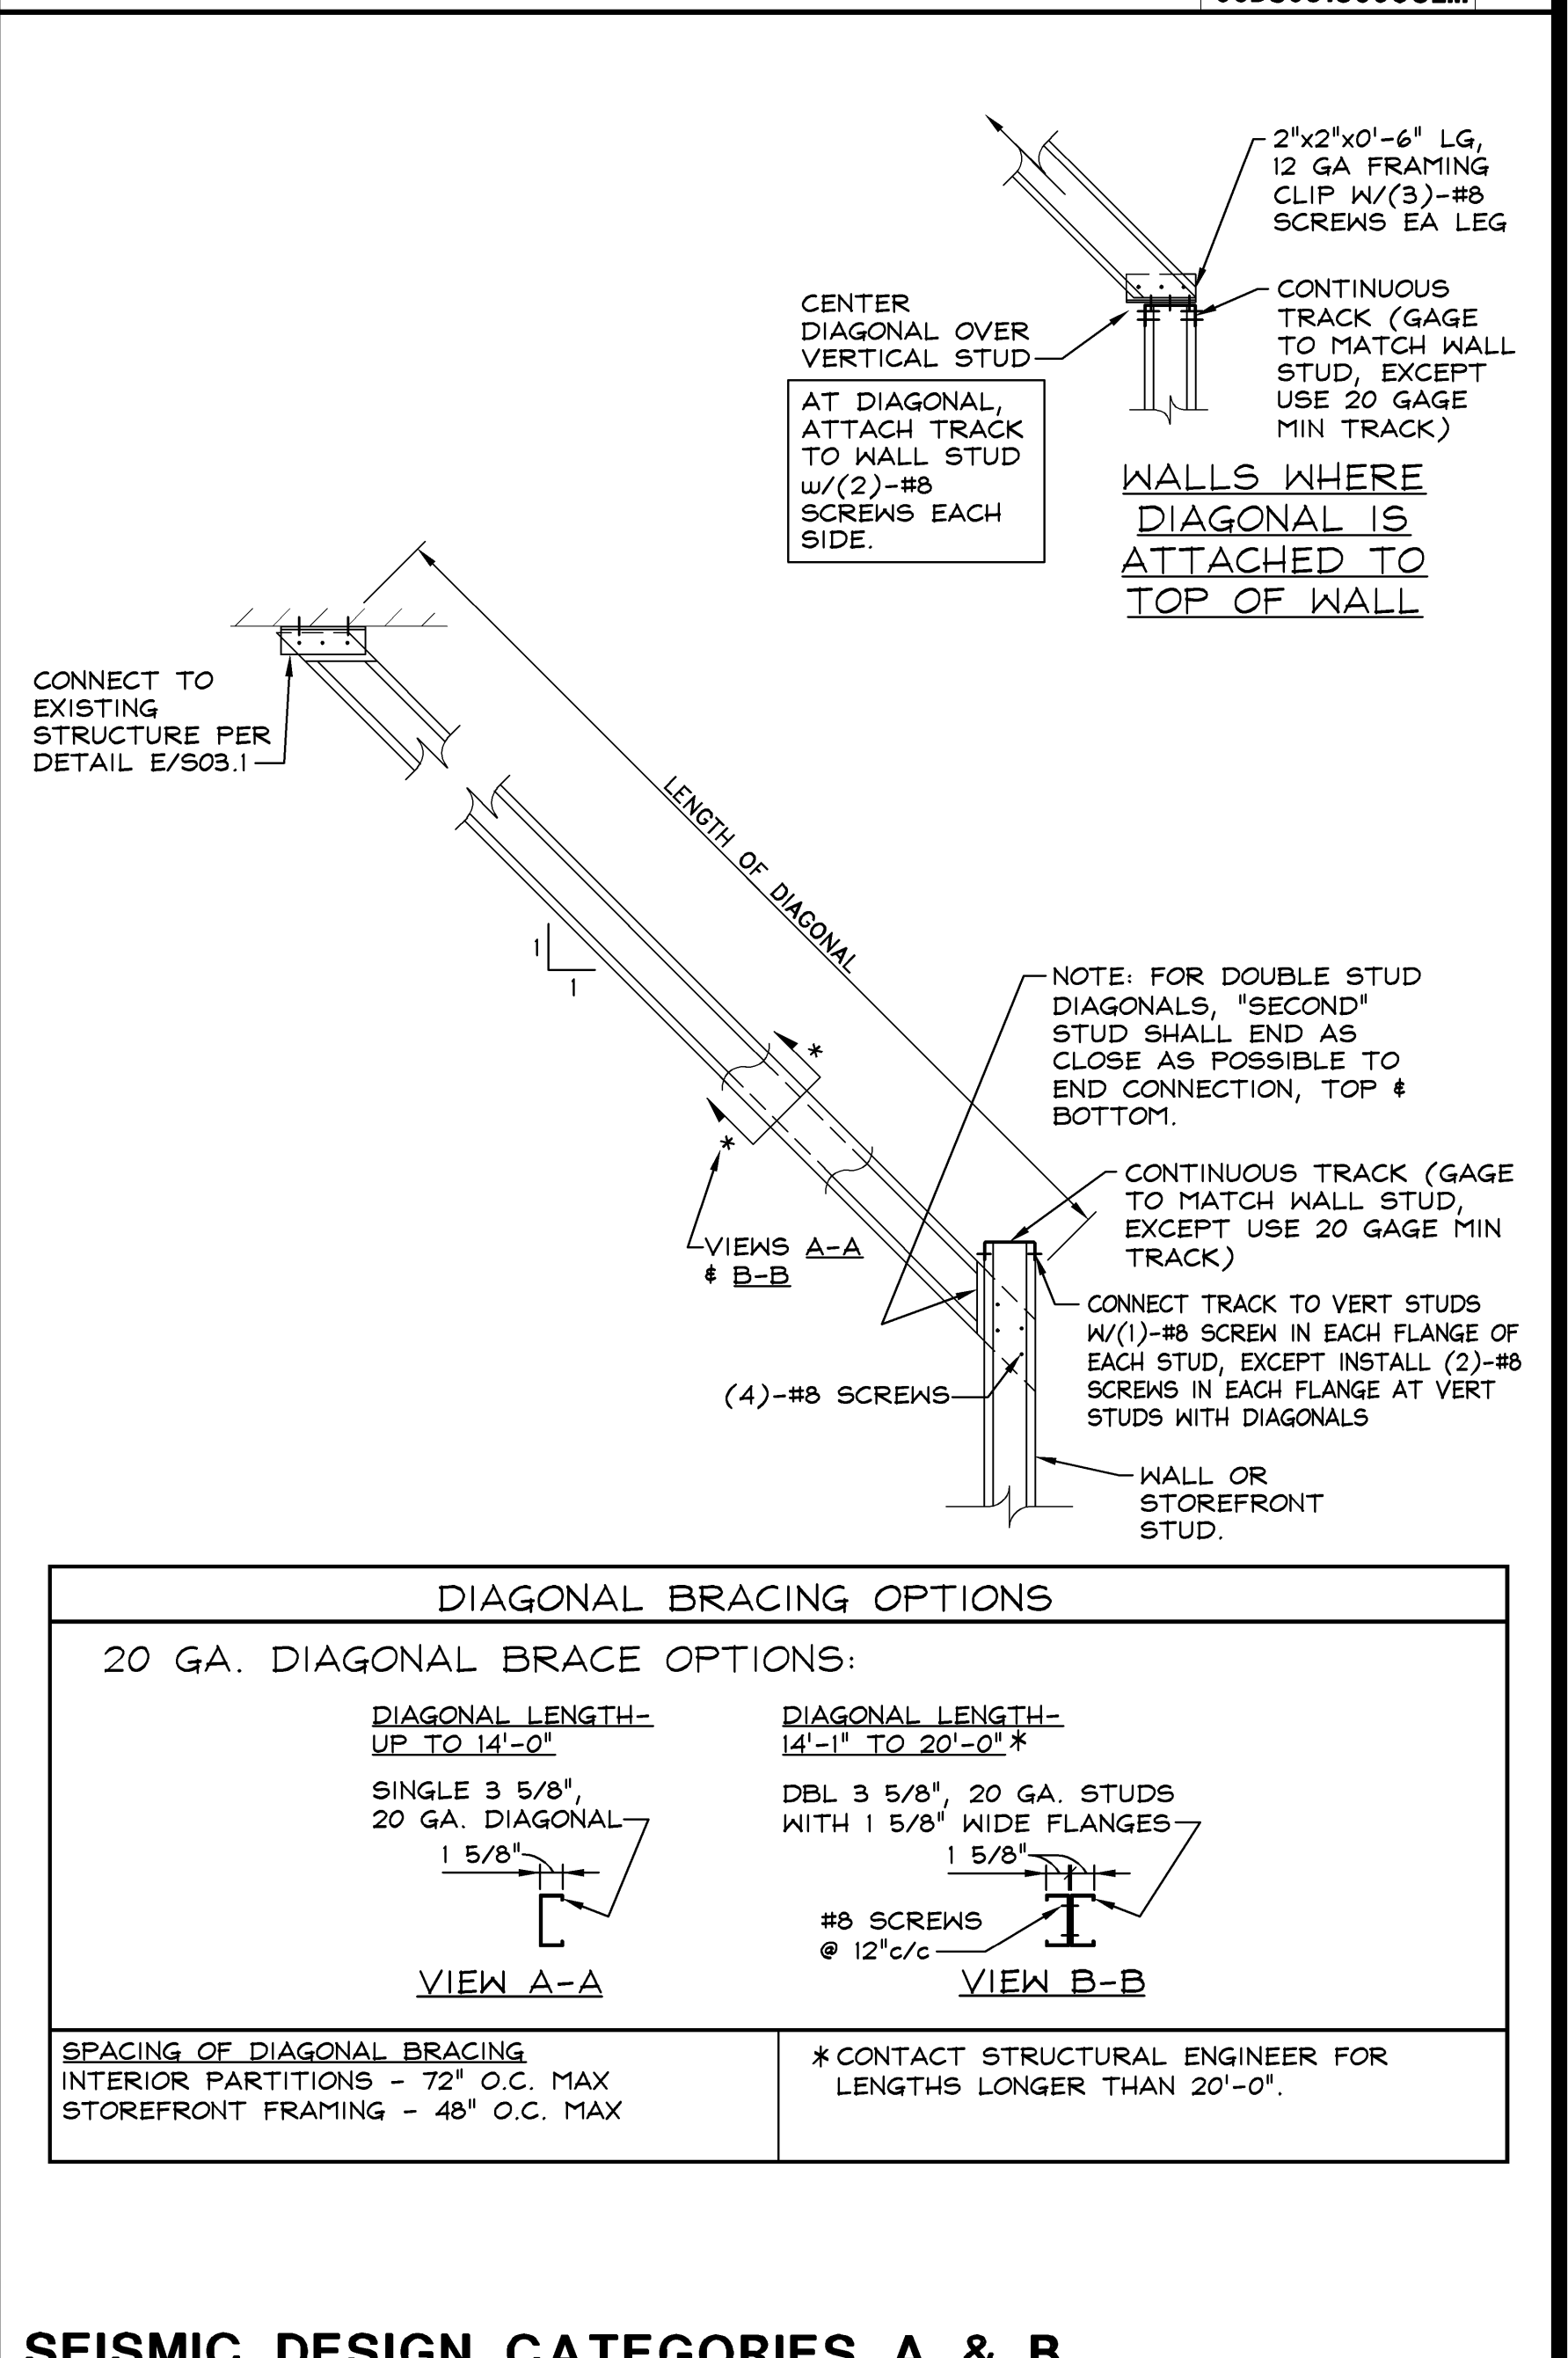 2"x2"x0'-6" LG,
12 GA FRAMING
CLIP W/(3)-#8
SCREWS EA LEG
CENTER
DIAGONAL OVER
VERTICAL STUD
CONTINUOUS
TRACK (GAGE
TO MATCH WALL
STUD, EXCEPT
USE 20 GAGE
MIN TRACK)
AT DIAGONAL,
ATTACH TRACK
TO WALL STUD
w/(2)-#8
SCREWS EACH
SIDE.
WALLS WHERE
DIAGONAL IS
ATTACHED TO
TOP OF WALL
CONNECT TO
EXISTING
STRUCTURE PER
DETAIL E/S03.1
LENGTH OF DIAGONAL
1
1
NOTE: FOR DOUBLE STUD
DIAGONALS, "SECOND"
STUD SHALL END AS
CLOSE AS POSSIBLE TO
END CONNECTION, TOP &
BOTTOM.
*
*
VIEWS A-A
& B-B
CONTINUOUS TRACK (GAGE
TO MATCH WALL STUD,
EXCEPT USE 20 GAGE MIN
TRACK)
CONNECT TRACK TO VERT STUDS
W/(1)-#8 SCREW IN EACH FLANGE OF
EACH STUD, EXCEPT INSTALL (2)-#8
SCREWS IN EACH FLANGE AT VERT
STUDS WITH DIAGONALS
(4)-#8 SCREWS
WALL OR
STOREFRONT
STUD.
DIAGONAL BRACING OPTIONS
20 GA. DIAGONAL BRACE OPTIONS:
DIAGONAL LENGTH-
UP TO 14'-0"
SINGLE 3 5/8",
20 GA. DIAGONAL
1 5/8"
VIEW A-A
DIAGONAL LENGTH-
14'-1" TO 20'-0" *
DBL 3 5/8", 20 GA. STUDS
WITH 1 5/8" WIDE FLANGES
1 5/8"
#8 SCREWS
@ 12"c/c
VIEW B-B
SPACING OF DIAGONAL BRACING
INTERIOR PARTITIONS - 72" O.C. MAX
STOREFRONT FRAMING - 48" O.C. MAX
* CONTACT STRUCTURAL ENGINEER FOR
LENGTHS LONGER THAN 20'-0".
SEISMIC DESIGN CATEGORIES A & B